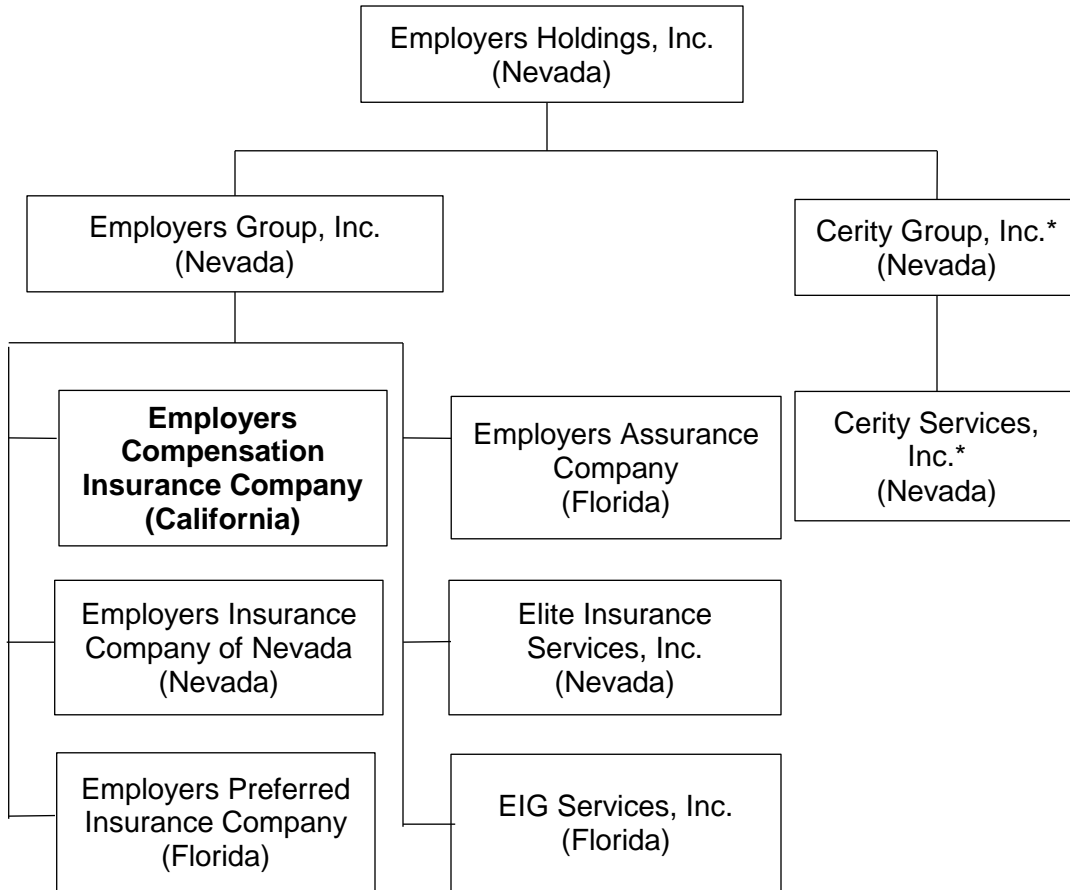 Employers Holdings, Inc.
(Nevada)
Employers Group, Inc.
(Nevada)
Cerity Group, Inc.*
(Nevada)
Employers
Compensation
Insurance Company
(California)
Employers Assurance
Company
(Florida)
Cerity Services,
Inc.*
(Nevada)
Employers Insurance
Company of Nevada
(Nevada)
Elite Insurance
Services, Inc.
(Nevada)
Employers Preferred
Insurance Company
(Florida)
EIG Services, Inc.
(Florida)